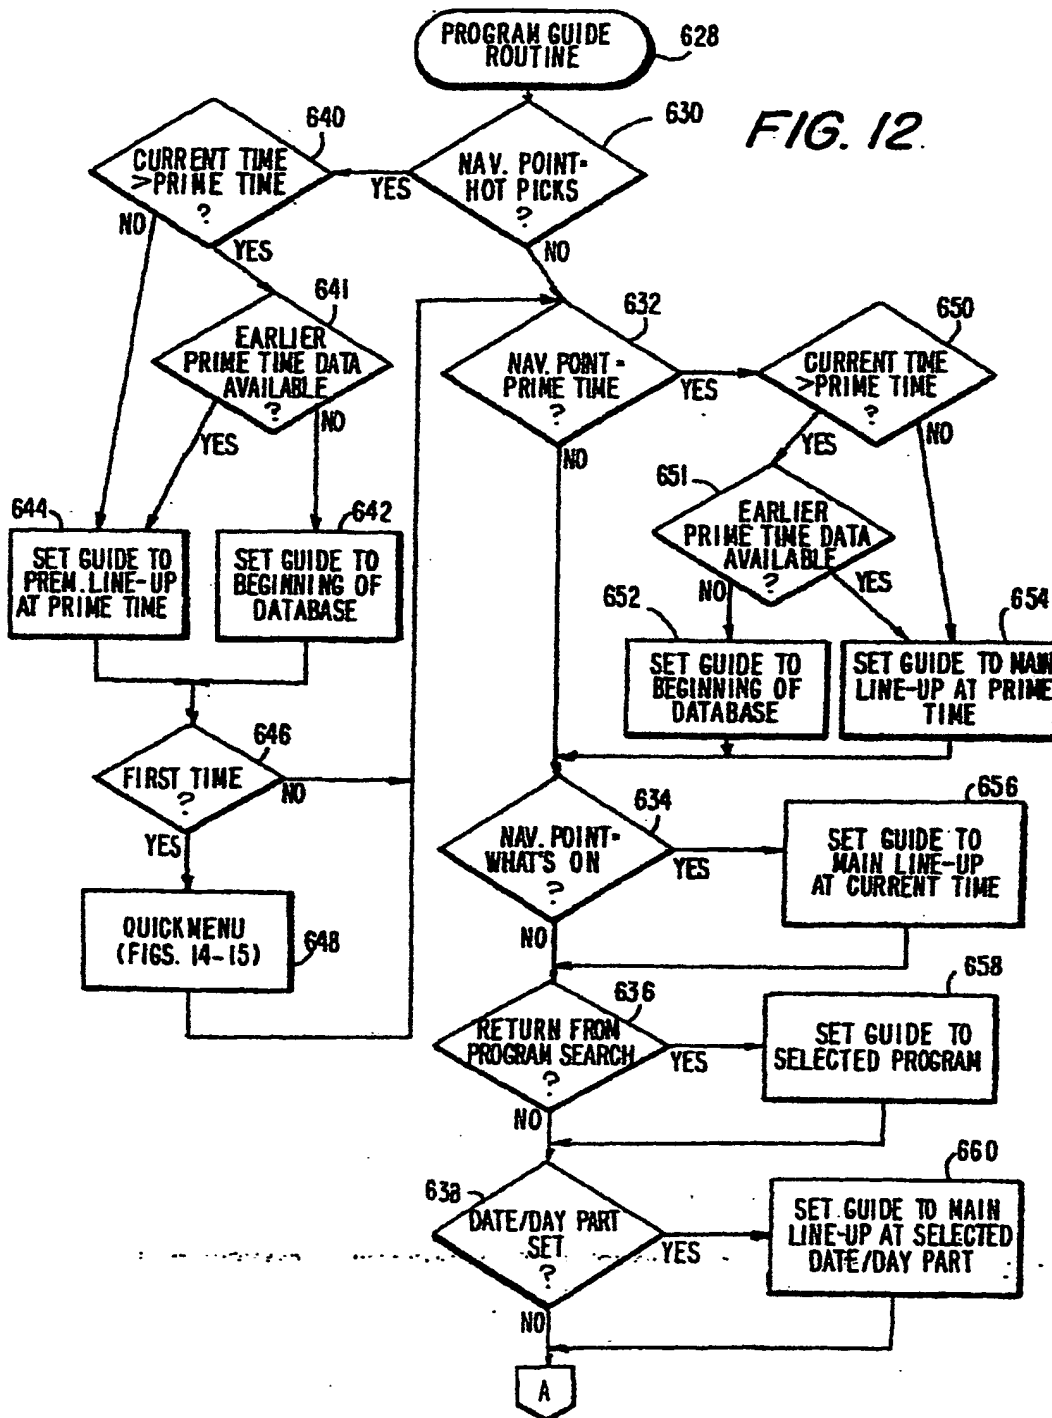 PROGRAM GUIDE
ROUTINE
628
FIG. 12.
640
CURRENT TIME
>PRIME TIME
?
NO
YES
630
NAV. POINT=
HOT PICKS
?
YES
NO
641
EARLIER
PRIME TIME DATA
AVAILABLE
?
YES
NO
632
NAV. POINT=
PRIME TIME
?
YES
NO
650
CURRENT TIME
>PRIME TIME
?
YES
NO
651
EARLIER
PRIME TIME DATA
AVAILABLE
?
NO
YES
644
SET GUIDE TO
PREM. LINE-UP
AT PRIME TIME
642
SET GUIDE TO
BEGINNING OF
DATABASE
652
SET GUIDE TO
BEGINNING OF
DATABASE
654
SET GUIDE TO MAIN
LINE-UP AT PRIME
TIME
646
FIRST TIME
?
NO
YES
QUICKMENU
(FIGS. 14-15)
648
634
NAV. POINT=
WHAT'S ON
?
YES
NO
656
SET GUIDE TO
MAIN LINE-UP
AT CURRENT TIME
636
RETURN FROM
PROGRAM SEARCH
?
YES
NO
658
SET GUIDE TO
SELECTED PROGRAM
638
DATE/DAY PART
SET
?
YES
NO
660
SET GUIDE TO MAIN
LINE-UP AT SELECTED
DATE/DAY PART
A